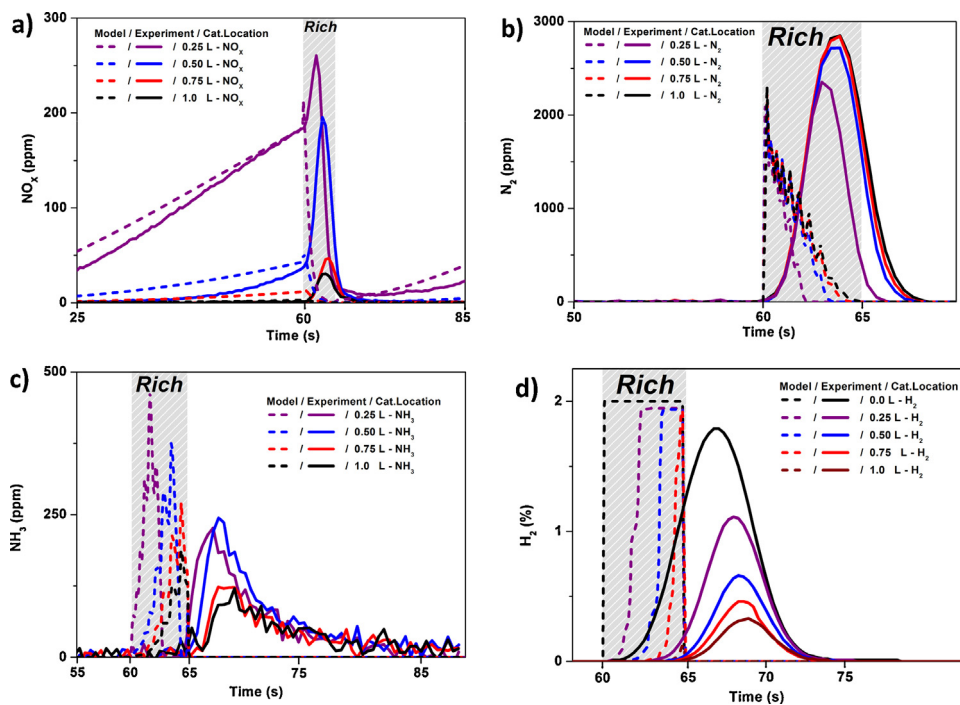 a)
Rich
Model / Experiment / Cat.Location
/ / 0.25 L - NOX
/ / 0.50 L - NOX
/ / 0.75 L - NOX
/ / 1.0 L - NOX
NOX (ppm)
300
200
100
0
25 60 85
Time (s)
b)
Rich
Model / Experiment / Cat.Location
/ / 0.25 L - N2
/ / 0.50 L - N2
/ / 0.75 L - N2
/ / 1.0 L - N2
N2 (ppm)
3000
2000
1000
0
50 60 65
Time (s)
c)
Rich
Model / Experiment / Cat.Location
/ / 0.25 L - NH3
/ / 0.50 L - NH3
/ / 0.75 L - NH3
/ / 1.0 L - NH3
NH3 (ppm)
500
250
0
55 60 65 75 85
Time (s)
d)
Rich
Model / Experiment / Cat.Location
/ / 0.0 L - H2
/ / 0.25 L - H2
/ / 0.50 L - H2
/ / 0.75 L - H2
/ / 1.0 L - H2
H2 (%)
2
1
0
60 65 70 75
Time (s)